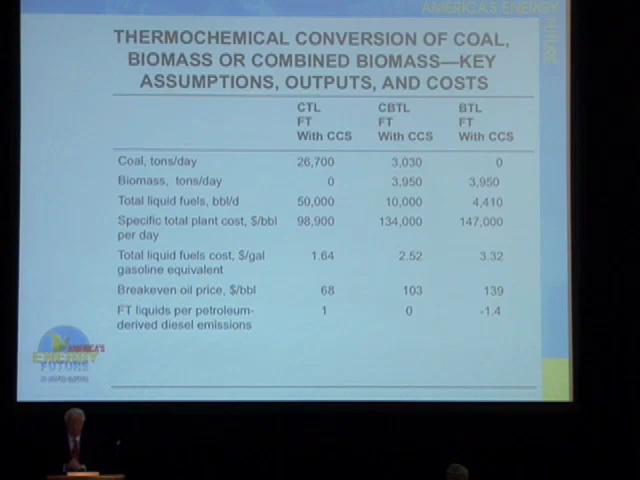 AMERICA'S ENERGY
FUTURE
THERMOCHEMICAL CONVERSION OF COAL,
BIOMASS OR COMBINED BIOMASS—KEY
ASSUMPTIONS, OUTPUTS, AND COSTS
CTL CBTL BTL
FT FT FT
With CCS With CCS With CCS
Coal, tons/day 26,700 3,030 0
Biomass, tons/day 0 3,950 3,950
Total liquid fuels, bbl/d 50,000 10,000 4,410
Specific total plant cost, $/bbl 98,900 134,000 147,000
per day
Total liquid fuels cost, $/gal 1.64 2.52 3.32
gasoline equivalent
Breakeven oil price, $/bbl 68 103 139
FT liquids per petroleum- 1 0 -1.4
derived diesel emissions
AMERICA'S
ENERGY
FUTURE